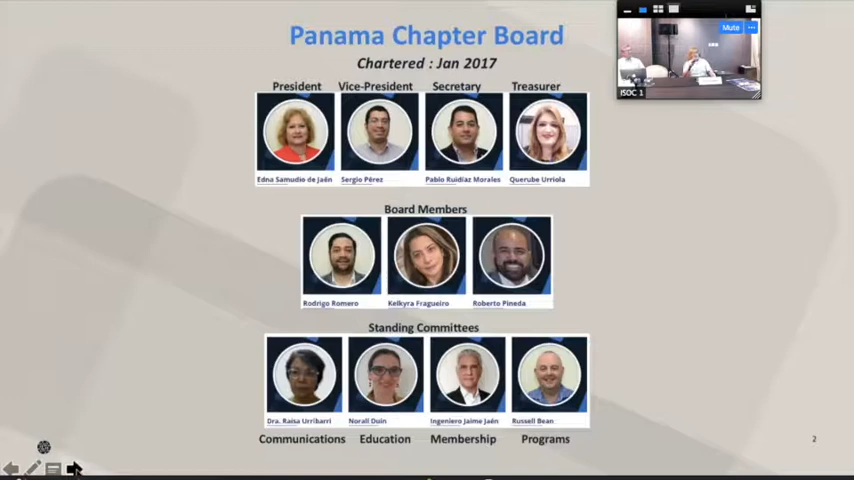 Panama Chapter Board
Chartered : Jan 2017
President Vice-President Secretary Treasurer
Edna Samudio de Jaén Sergio Pérez Pablo Ruidíaz Morales Querube Urriola
Board Members
Rodrigo Romero Kelkyra Fragueiro Roberto Pineda
Standing Committees
Dra. Raisa Urribarri Norali Duin Ingeniero Jaime Jaén Russell Bean
Communications Education Membership Programs
2
Mute
ISOC 1